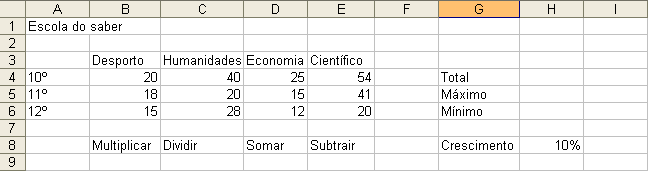 A B C D E F G H I
1 Escola do saber
2
3 Desporto Humanidades Economia Científico
4 10º 20 40 25 54 Total
5 11º 18 20 15 41 Máximo
6 12º 15 28 12 20 Mínimo
7
8 Multiplicar Dividir Somar Subtrair Crescimento 10%
9